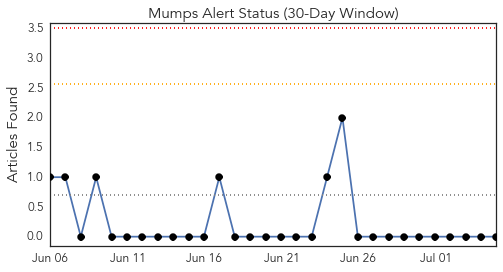 Mumps Alert Status (30-Day Window)
Articles Found
3.5
3.0
2.5
2.0
1.5
1.0
0.5
0.0
Jun 06 Jun 11 Jun 16 Jun 21 Jun 26 Jul 01